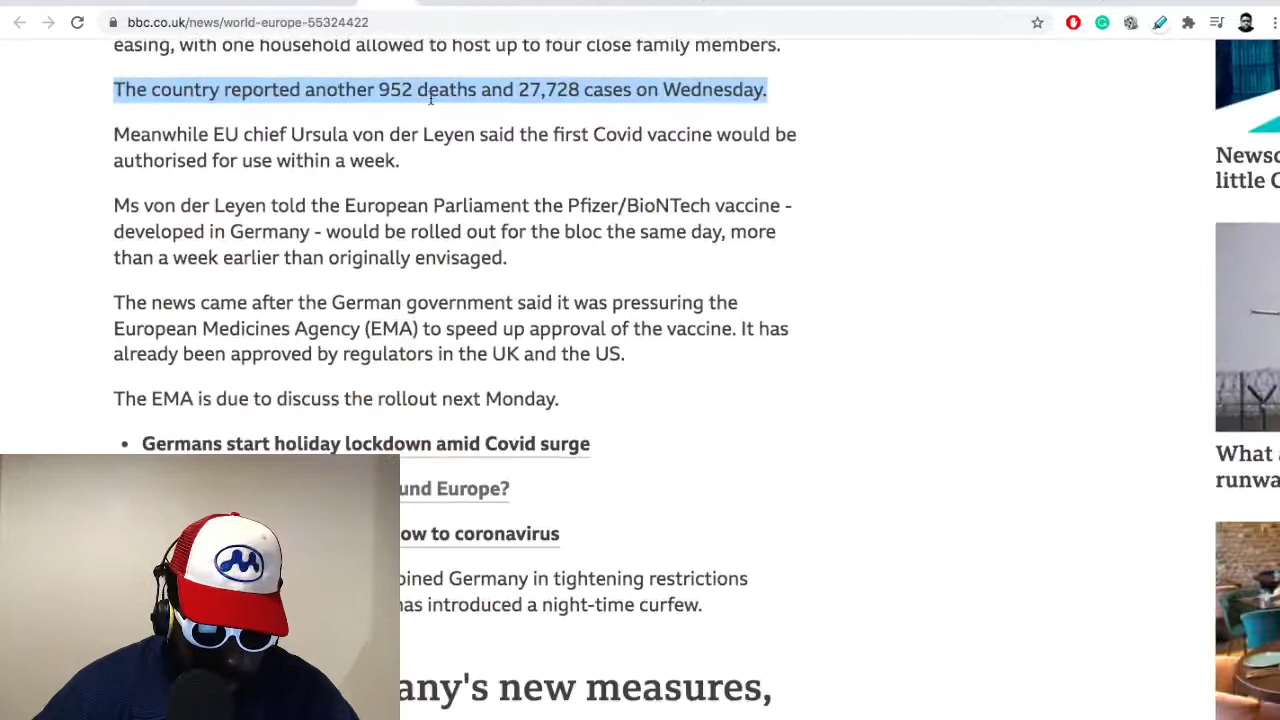 bbc.co.uk/news/world-europe-55324422
easing, with one household allowed to host up to four close family members.
The country reported another 952 deaths and 27,728 cases on Wednesday.
Meanwhile EU chief Ursula von der Leyen said the first Covid vaccine would be
authorised for use within a week.
Ms von der Leyen told the European Parliament the Pfizer/BioNTech vaccine -
developed in Germany - would be rolled out for the bloc the same day, more
than a week earlier than originally envisaged.
The news came after the German government said it was pressuring the
European Medicines Agency (EMA) to speed up approval of the vaccine. It has
already been approved by regulators in the UK and the US.
The EMA is due to discuss the rollout next Monday.
• Germans start holiday lockdown amid Covid surge
und Europe?
ow to coronavirus
oined Germany in tightening restrictions
has introduced a night-time curfew.
any's new measures,
Newsc
little C
What a
runwa
M